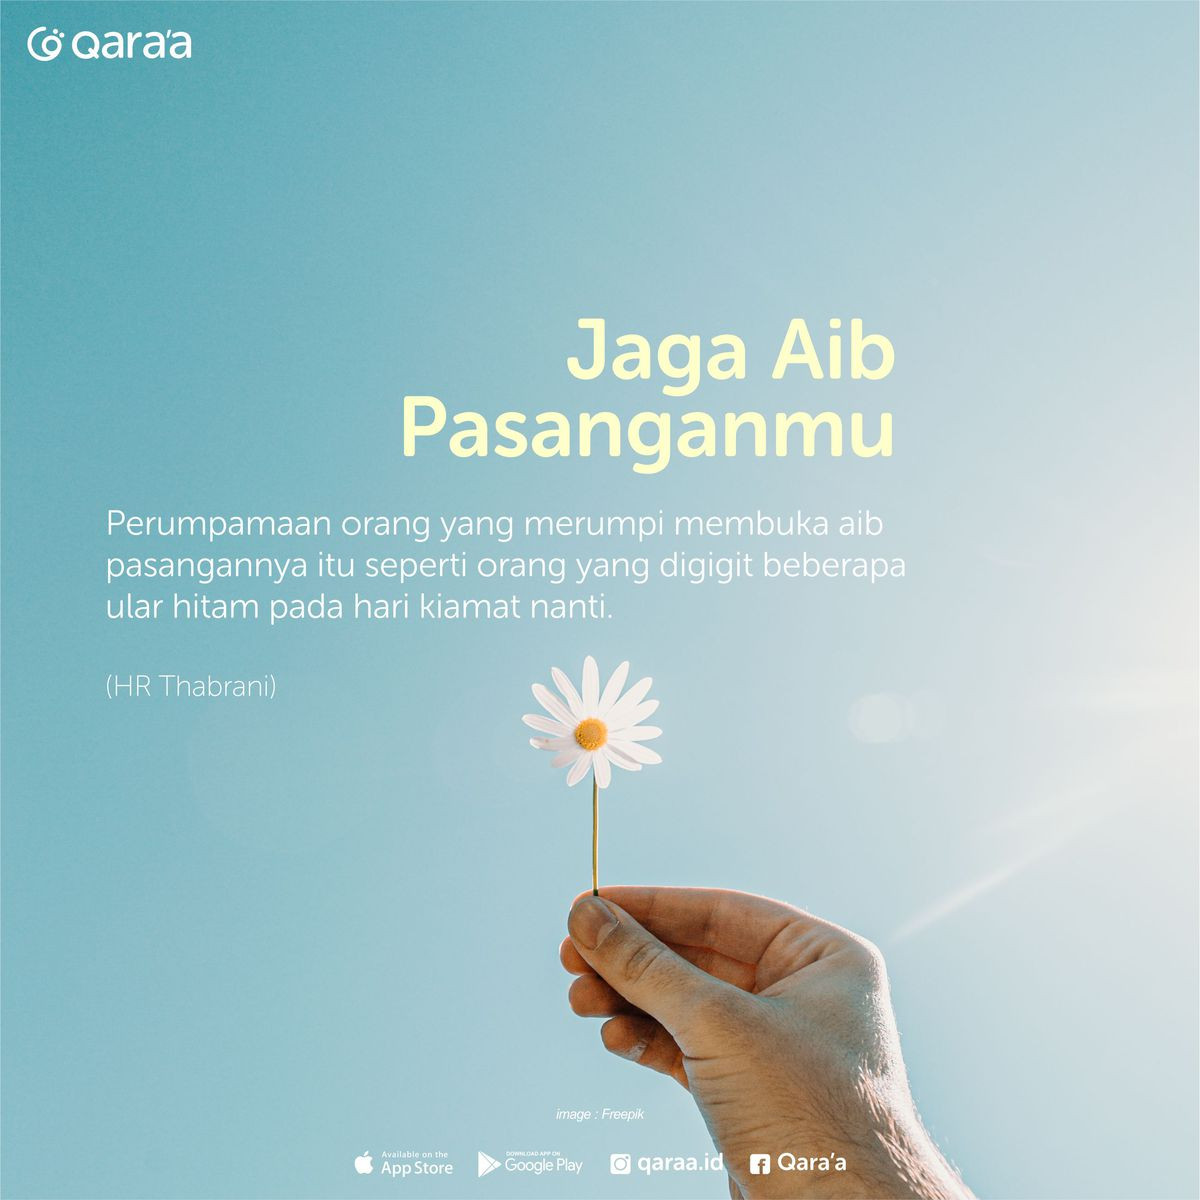 Qara'a
Jaga Aib
Pasanganmu
Perumpamaan orang yang merumpi membuka aib
pasangannya itu seperti orang yang digigit beberapa
ular hitam pada hari kiamat nanti.
(HR Thabrani)
image : Freepik
Available on the
App Store
DOWNLOAD APP ON
Google Play
qaraa.id
Qara'a